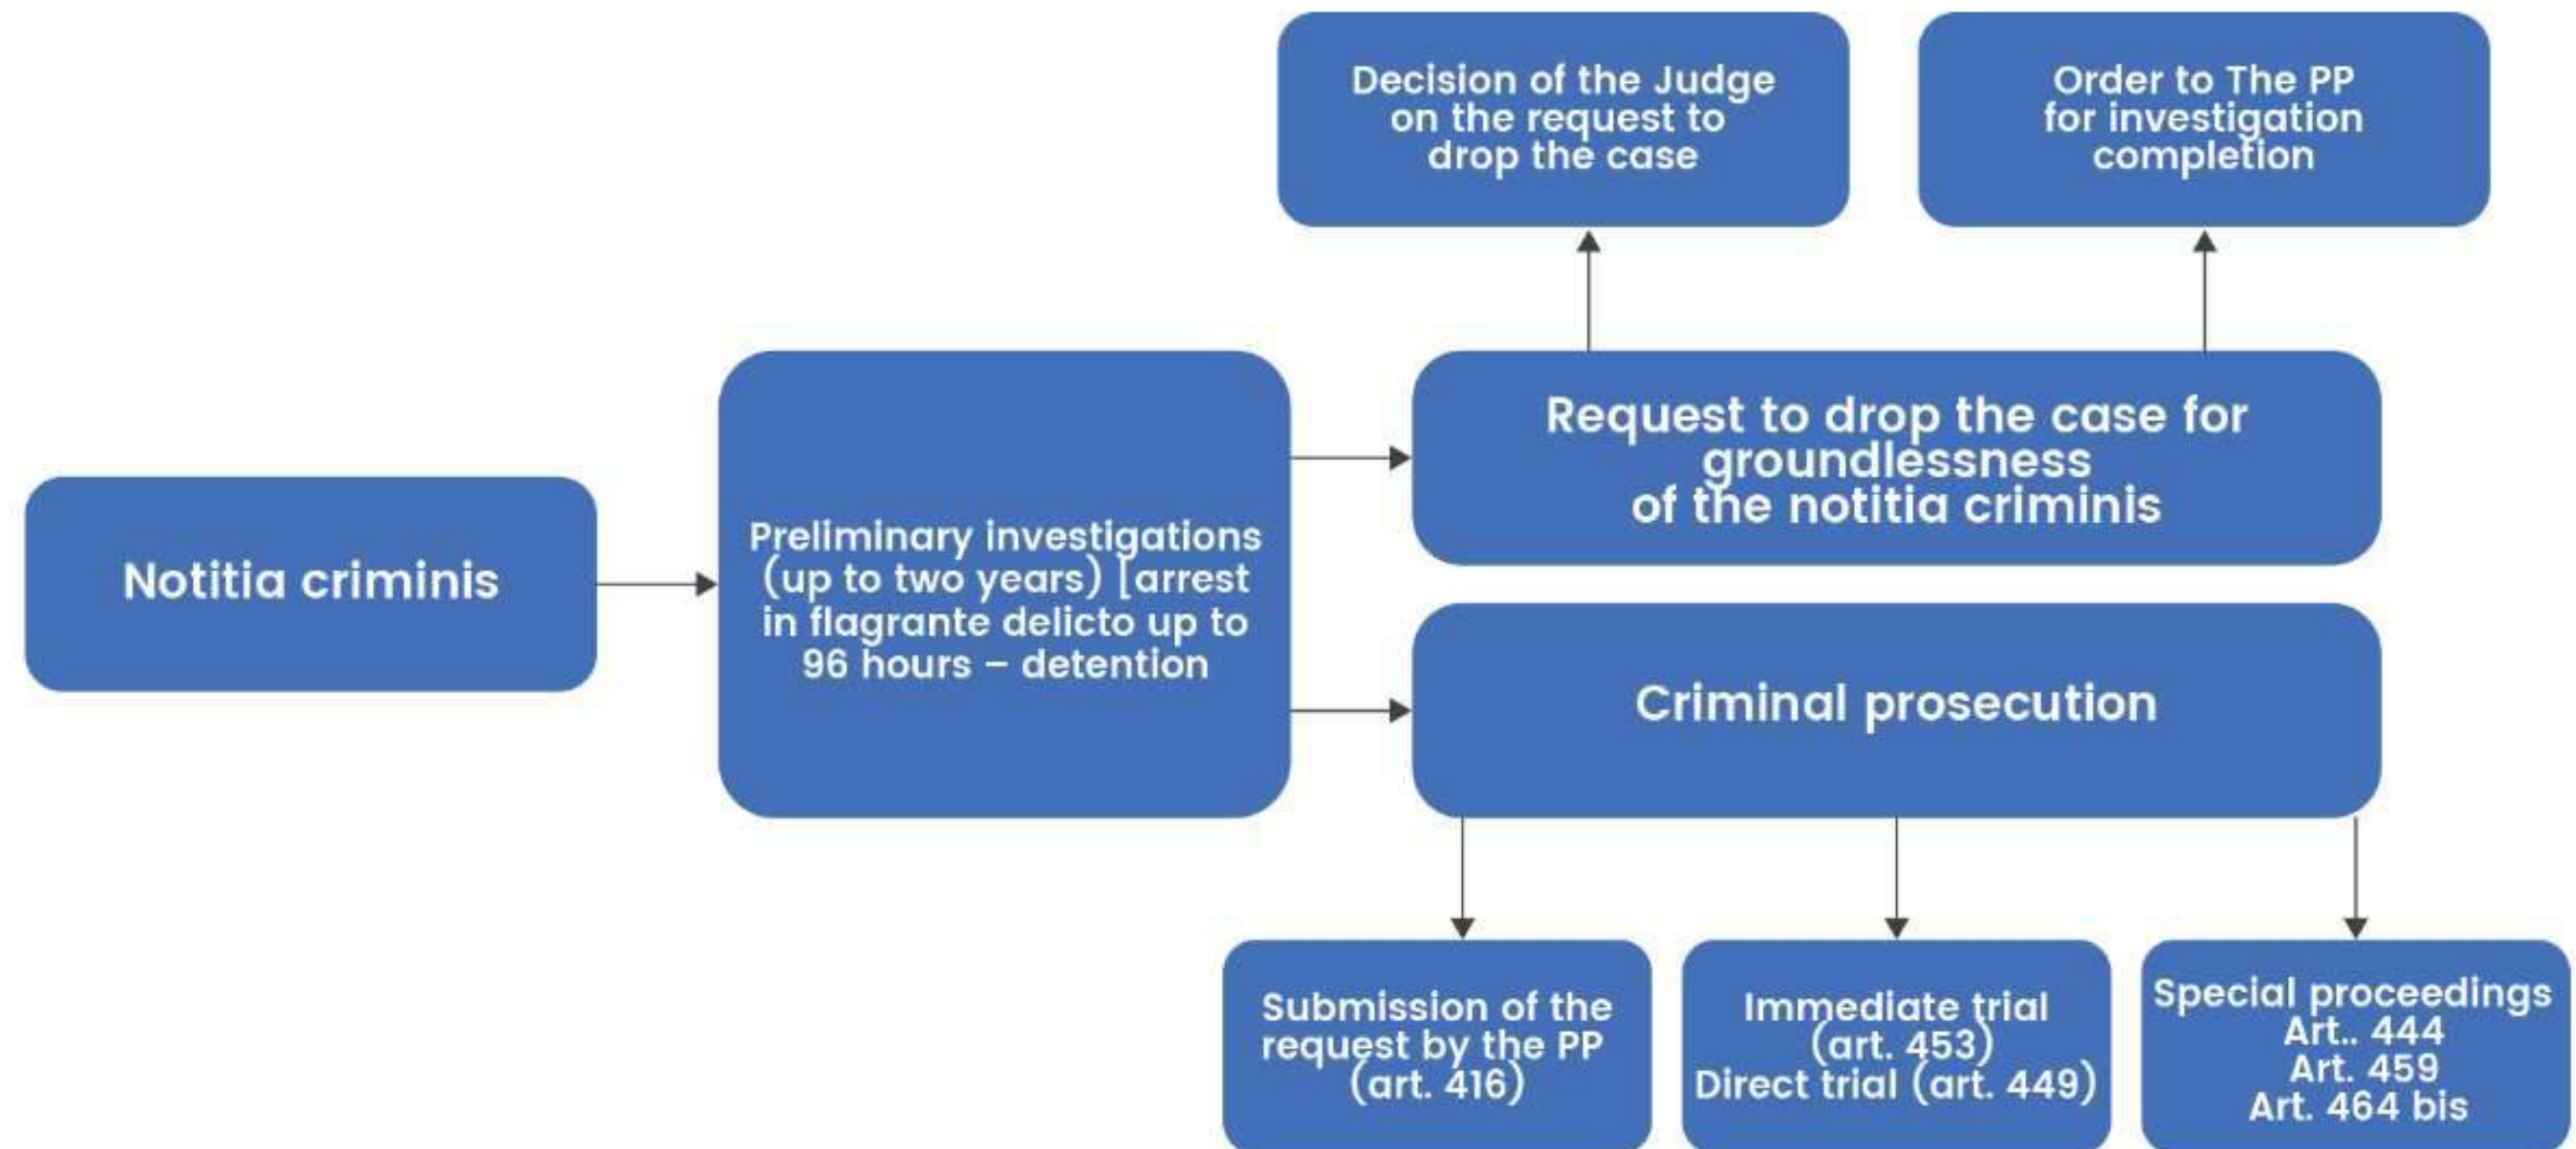 Decision of the Judge
on the request to
drop the case
Order to The PP
for investigation
completion
Request to drop the case for
groundlessness
of the notitia criminis
Notitia criminis
Preliminary investigations
(up to two years) [arrest
in flagrante delicto up to
96 hours – detention
Criminal prosecution
Submission of the
request by the PP
(art. 416)
Immediate trial
(art. 453)
Direct trial (art. 449)
Special proceedings
Art.. 444
Art. 459
Art. 464 bis